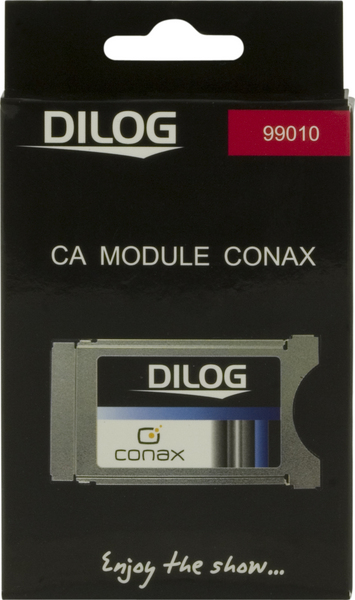 DILOG
99010
CA MODULE CONAX
DILOG
conax
Enjoy the show...